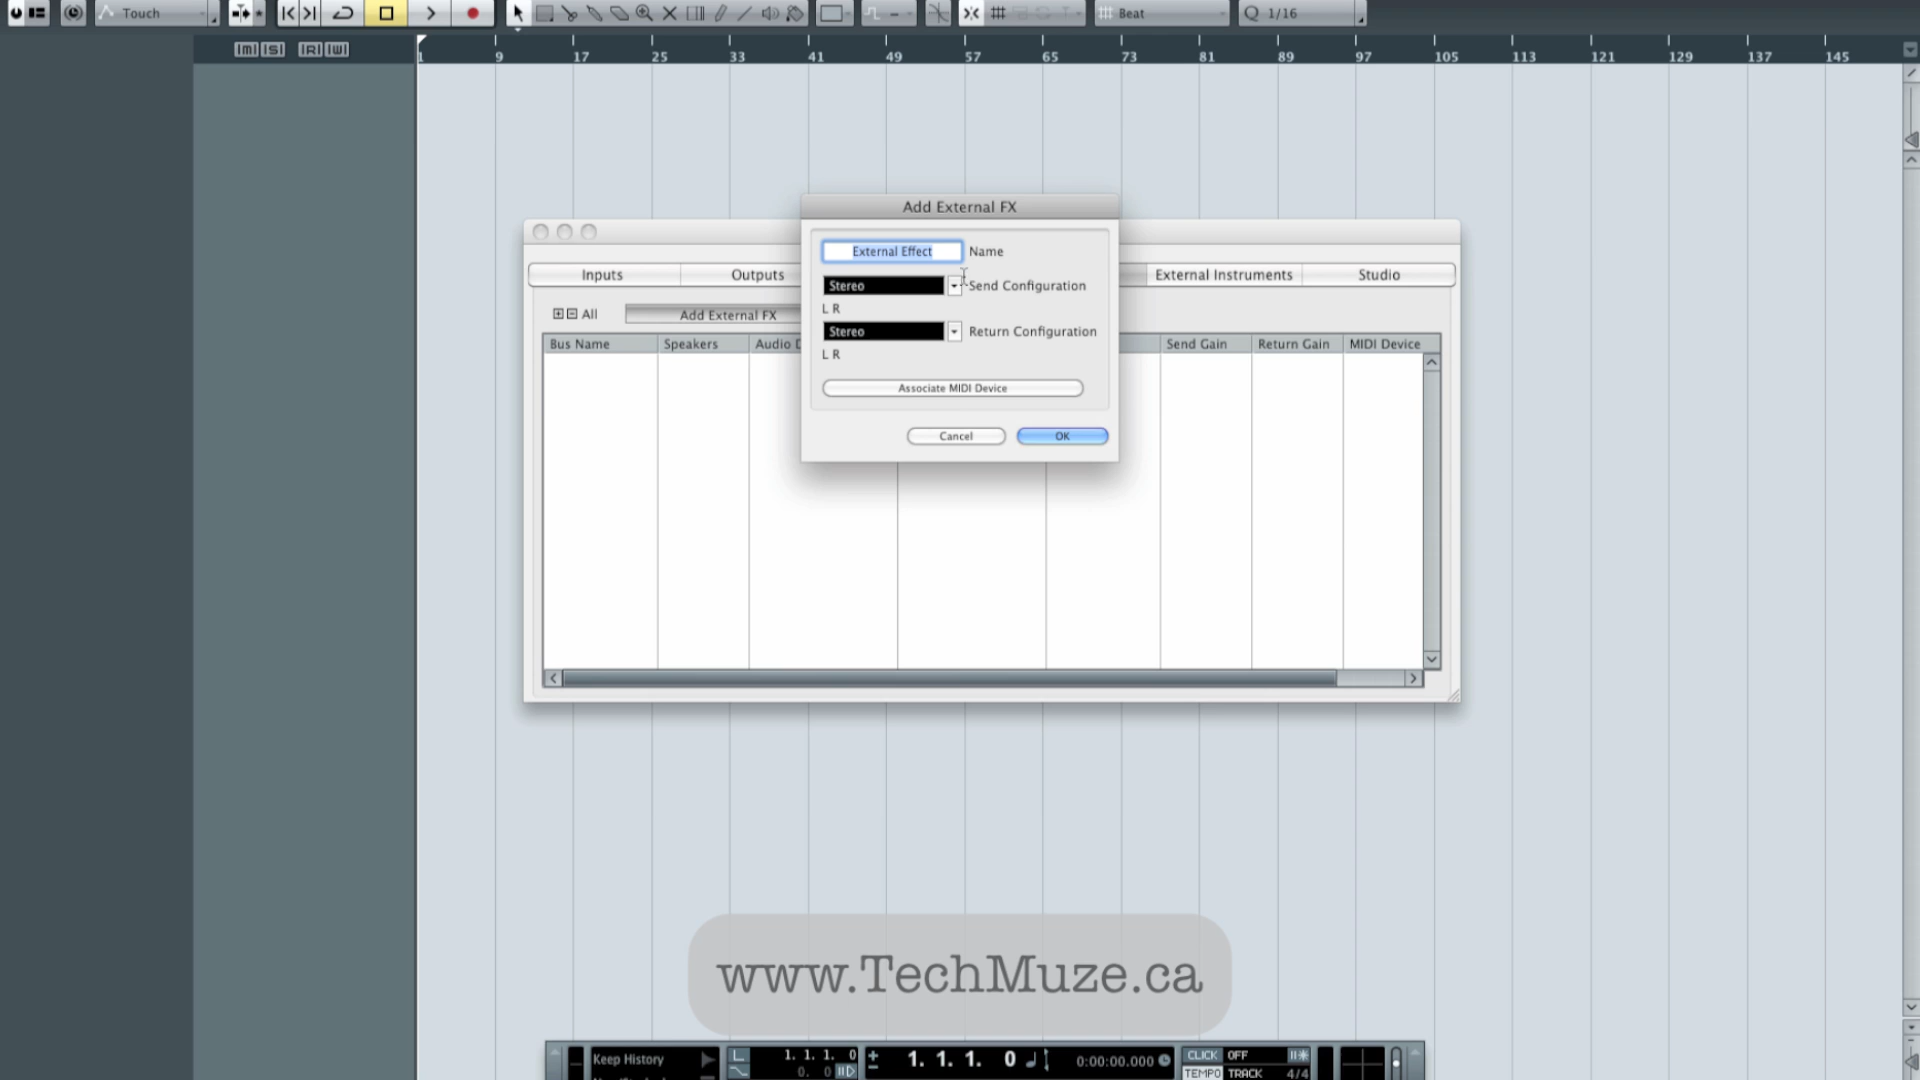 Touch
Beat
Q 1/16
M S R W
1 9 17 25 33 41 49 57 65 73 81 89 97 105 113 121 129 137 145
Add External FX
External Effect Name
Inputs Outputs External Instruments Studio
Stereo Send Configuration
L R
All Add External FX
Stereo Return Configuration
Bus Name Speakers Audio D Send Gain Return Gain MIDI Device
L R
Associate MIDI Device
Cancel OK
www.TechMuze.ca
Keep History 1. 1. 1. 0 1. 1. 1. 0 0:00:00.000 CLICK OFF
0. 0 TEMPO TRACK 4/4